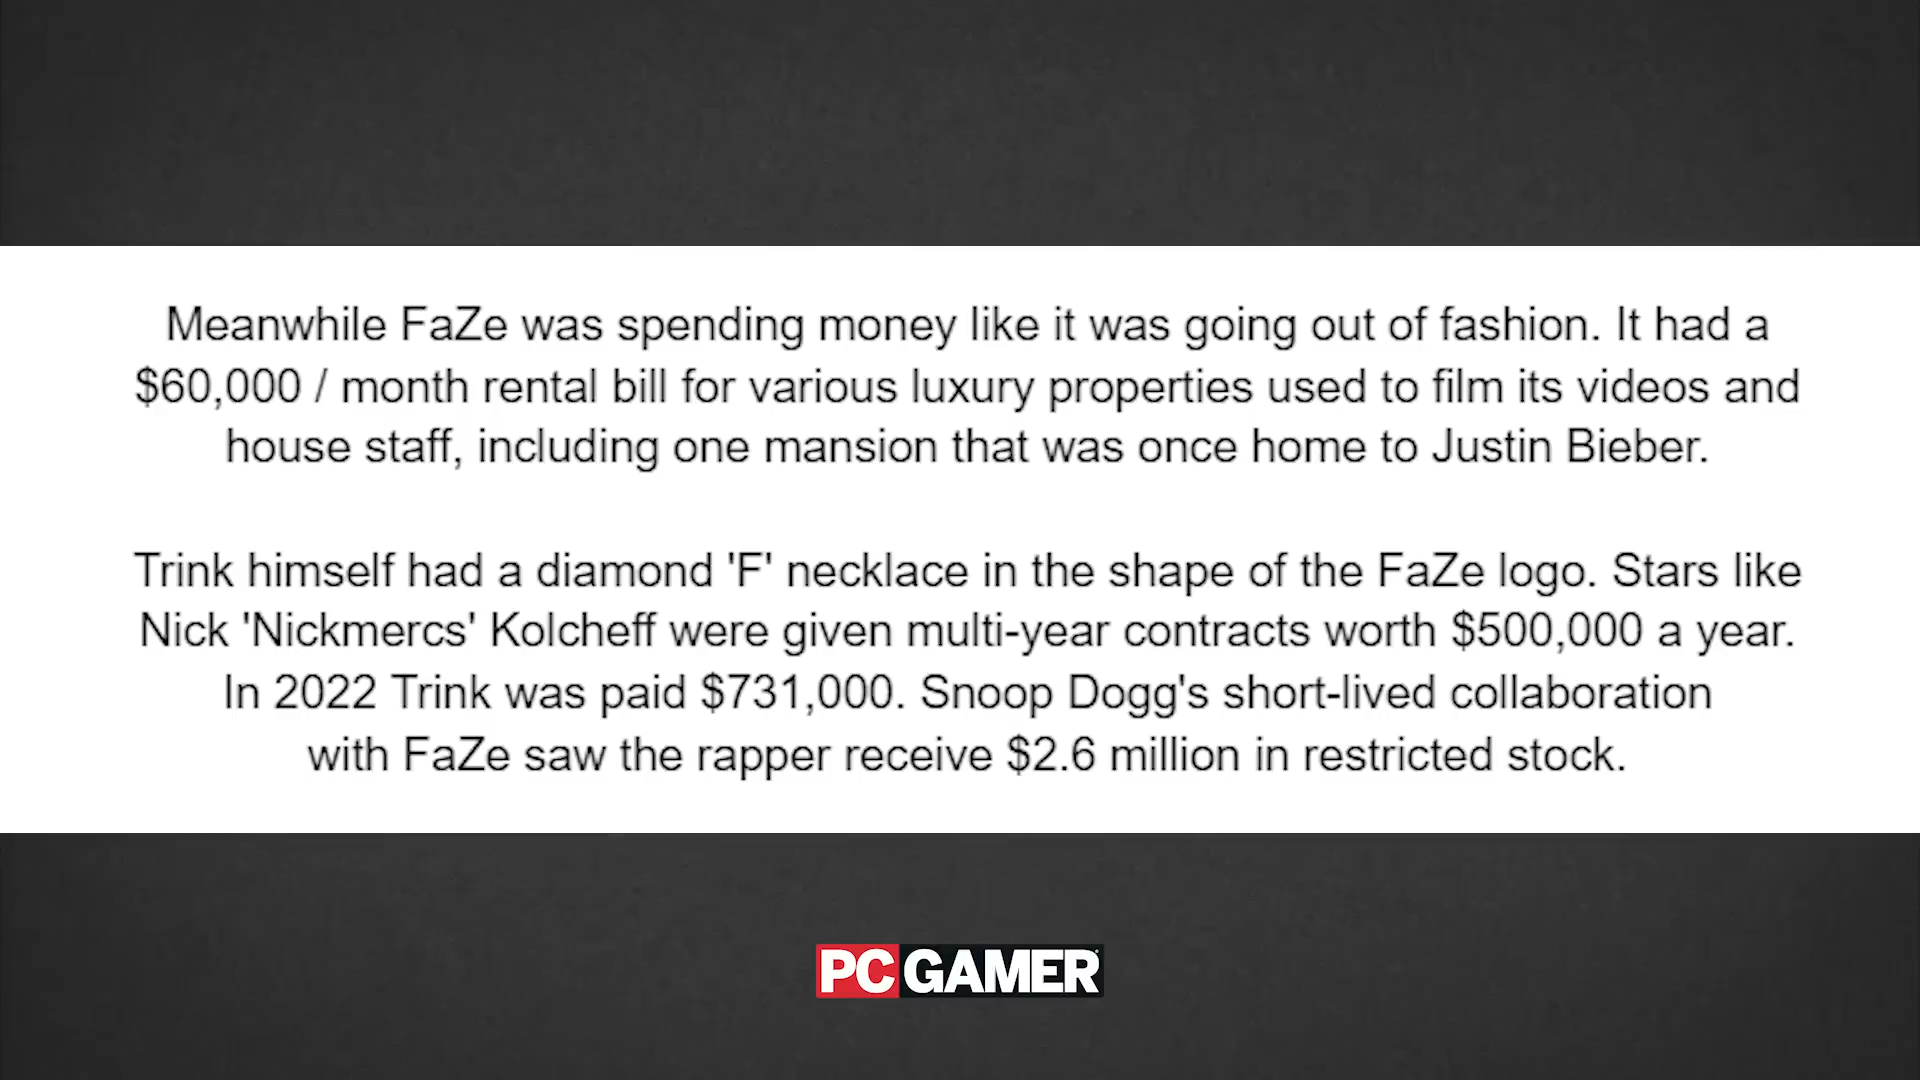 Meanwhile FaZe was spending money like it was going out of fashion. It had a
$60,000 / month rental bill for various luxury properties used to film its videos and
house staff, including one mansion that was once home to Justin Bieber.
Trink himself had a diamond 'F' necklace in the shape of the FaZe logo. Stars like
Nick 'Nickmercs' Kolcheff were given multi-year contracts worth $500,000 a year.
In 2022 Trink was paid $731,000. Snoop Dogg's short-lived collaboration
with FaZe saw the rapper receive $2.6 million in restricted stock.
PC GAMER